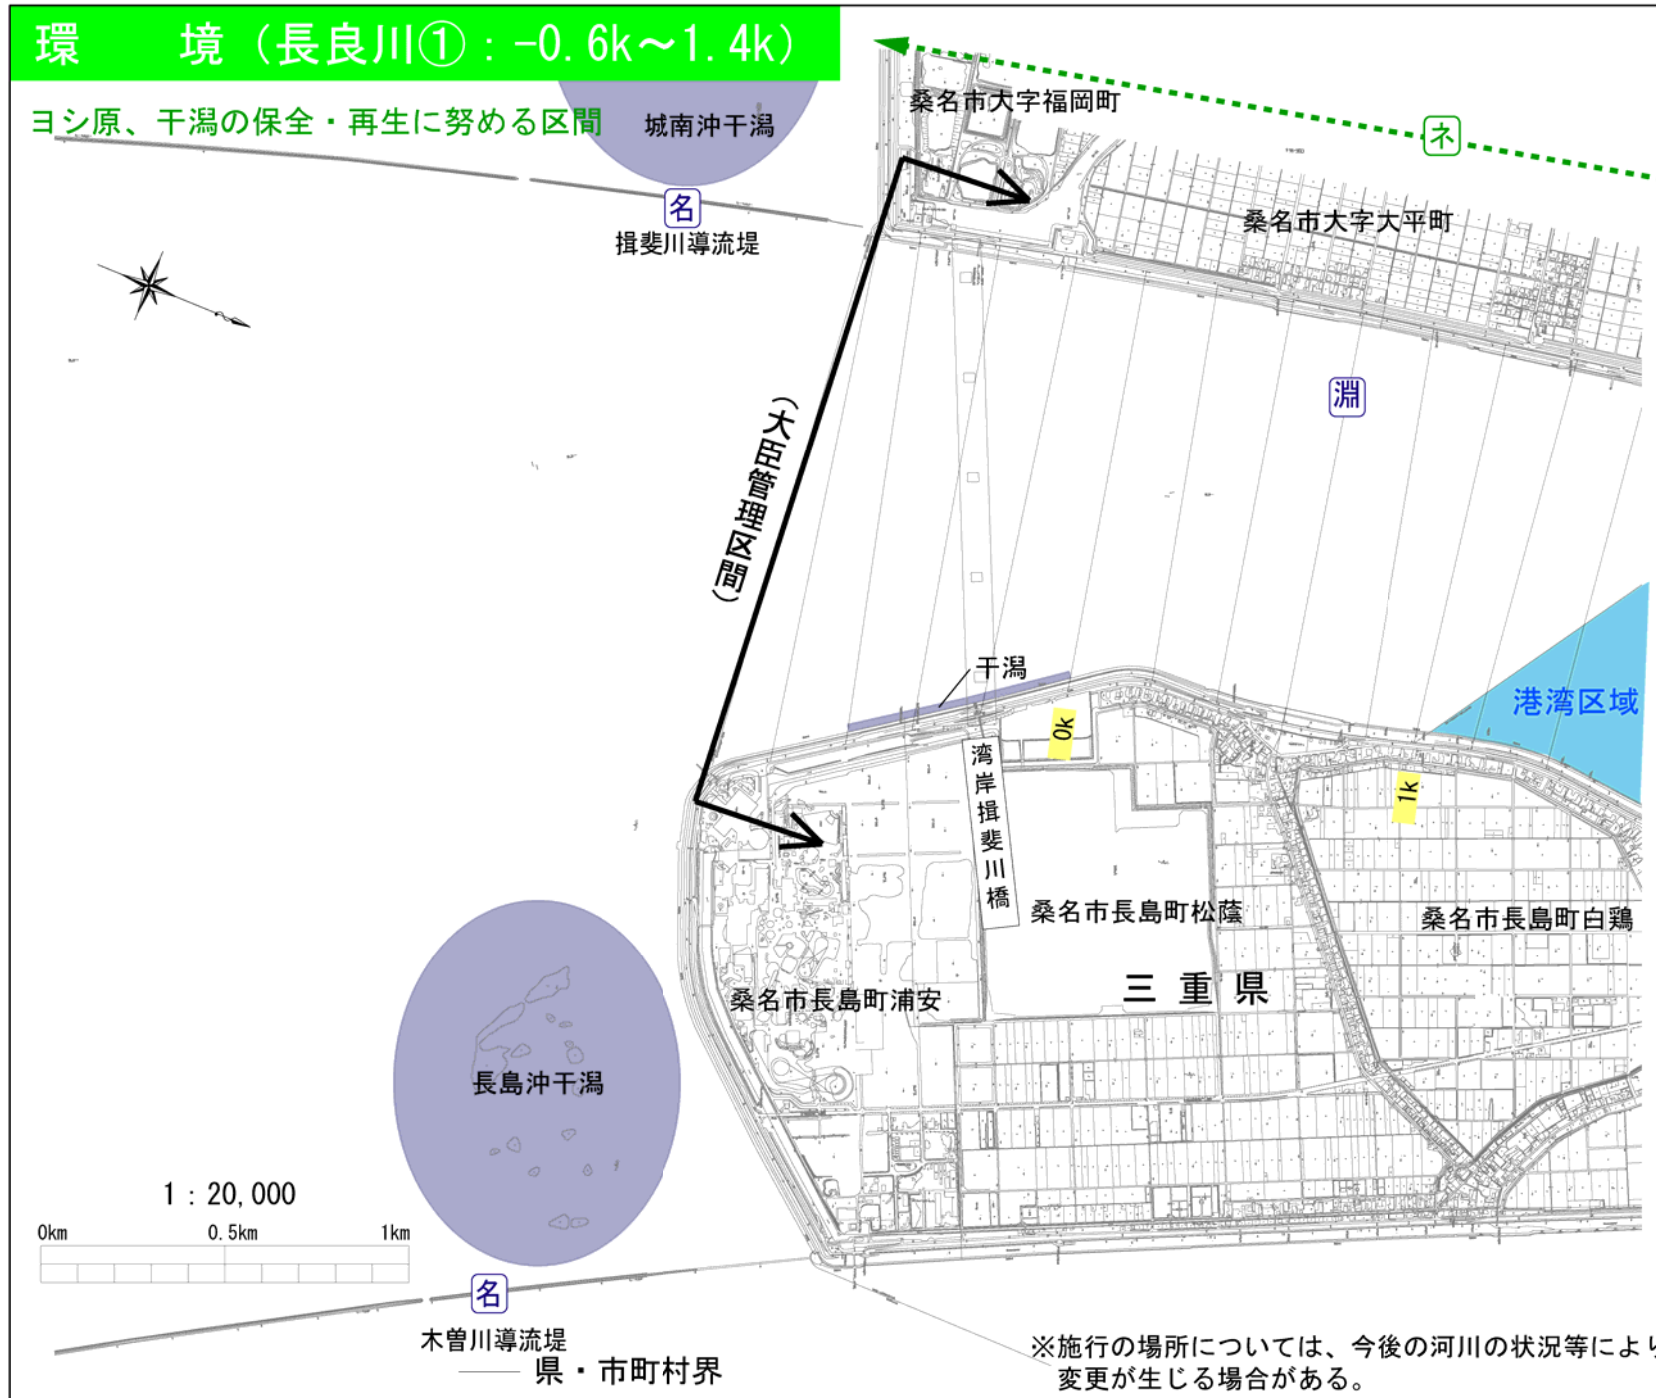 環　境（長良川①：-0.6k～1.4k）
ヨシ原、干潟の保全・再生に努める区間
城南沖干潟
桑名市大字福岡町
ネ
名
揖斐川導流堤
桑名市大字大平町
淵
（大臣管理区間）
干潟
港湾区域
0k
1k
湾岸揖斐川橋
桑名市長島町松蔭
桑名市長島町白鶏
三重県
桑名市長島町浦安
長島沖干潟
1：20,000
0km 0.5km 1km
名
木曽川導流堤
県・市町村界
※施行の場所については、今後の河川の状況等により
変更が生じる場合がある。